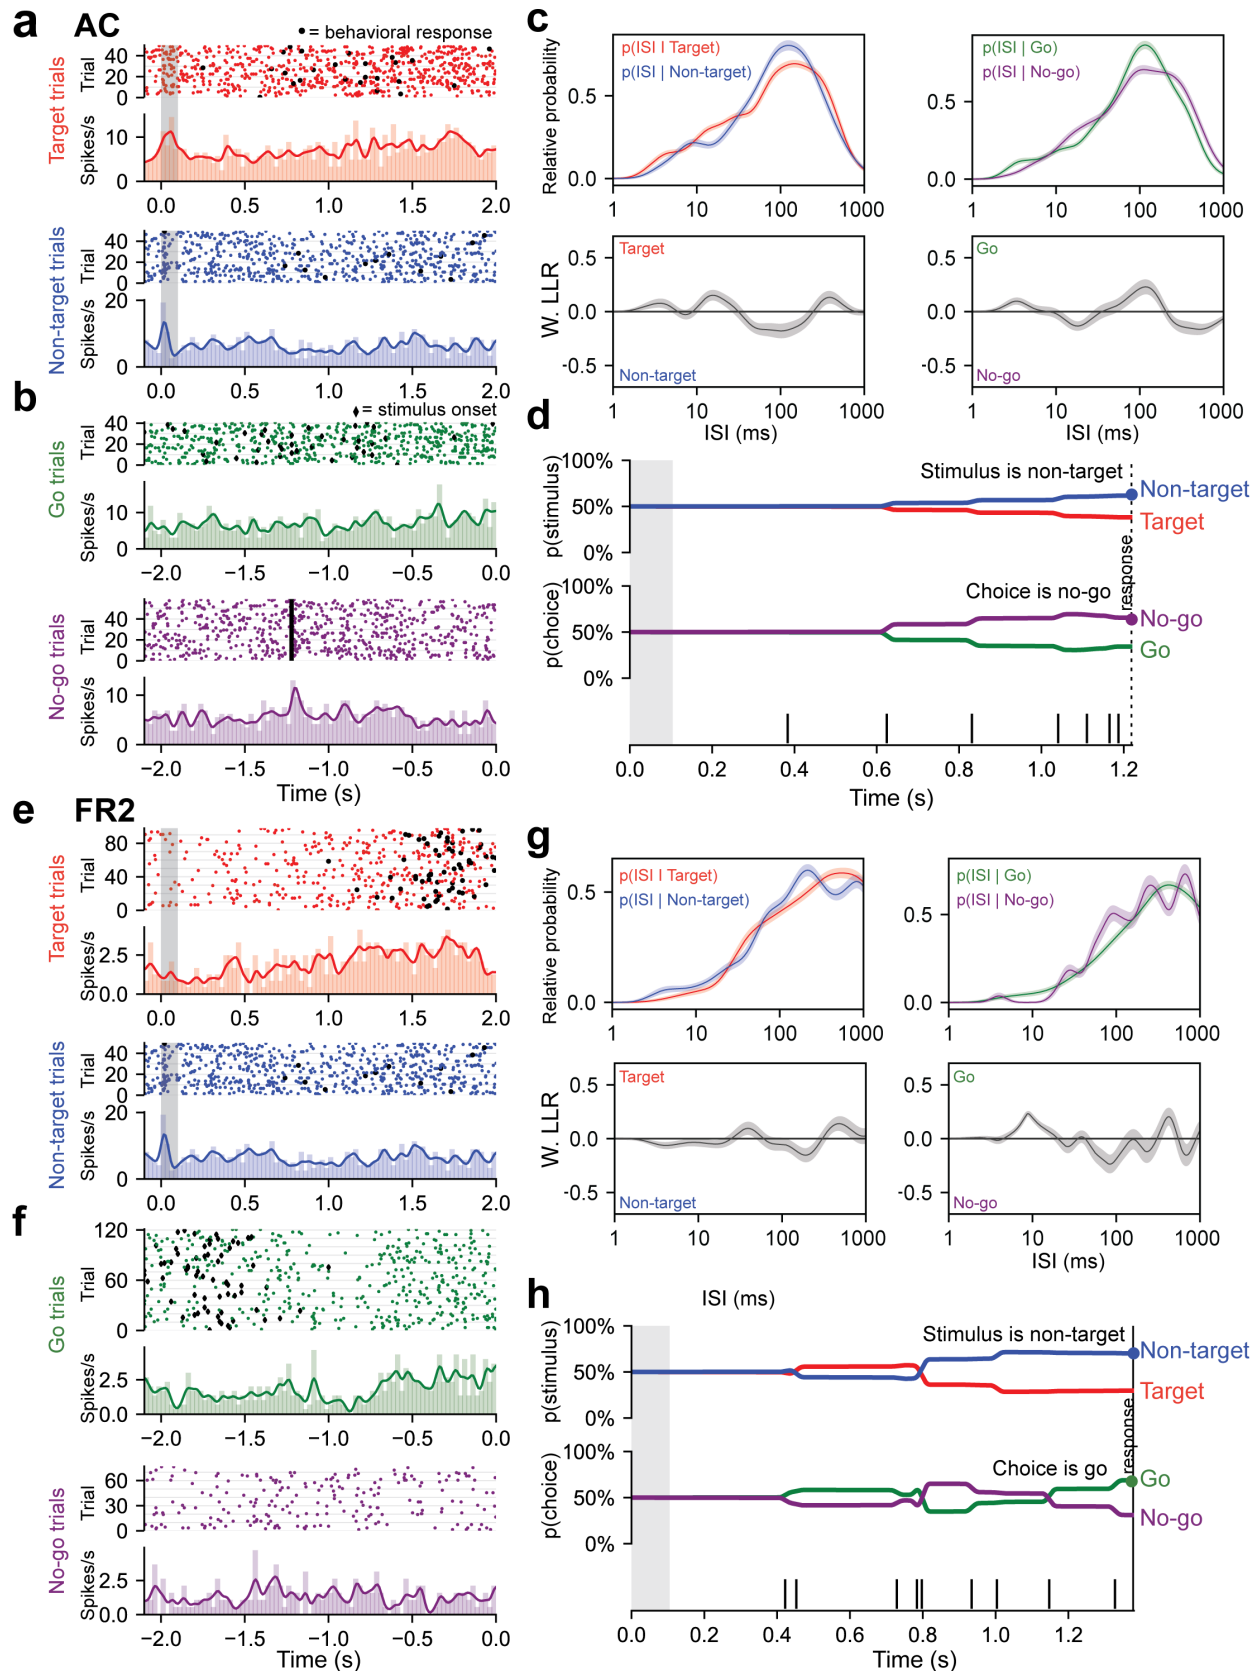 a AC
● = behavioral response
Target trials
Trial
40
20
0
Spikes/s
10
0
0.0 0.5 1.0 1.5 2.0
Non-target trials
Trial
40
20
0
Spikes/s
20
0
0.0 0.5 1.0 1.5 2.0
b
♦ = stimulus onset
Go trials
Trial
40
20
0
Spikes/s
10
0
−2.0 −1.5 −1.0 −0.5 0.0
No-go trials
Trial
40
20
0
Spikes/s
10
0
−2.0 −1.5 −1.0 −0.5 0.0
Time (s)
c
Relative probability
p(ISI I Target)
p(ISI | Non-target)
0.5
0.0
1 10 100 1000
p(ISI | Go)
p(ISI | No-go)
0.5
0.0
1 10 100 1000
W. LLR
Target
0.5
0.0
-0.5
Non-target
1 10 100 1000
ISI (ms)
Go
0.5
0.0
-0.5
No-go
1 10 100 1000
ISI (ms)
d
p(stimulus)
100%
50%
0%
Stimulus is non-target
Non-target
Target
response
p(choice)
100%
50%
0%
Choice is no-go
No-go
Go
0.0 0.2 0.4 0.6 0.8 1.0 1.2
Time (s)
e FR2
Target trials
Trial
80
40
0
Spikes/s
2.5
0.0
0.0 0.5 1.0 1.5 2.0
Non-target trials
Trial
40
20
0
Spikes/s
20
0
0.0 0.5 1.0 1.5 2.0
f
Go trials
Trial
120
60
0
Spikes/s
2.5
0.0
−2.0 −1.5 −1.0 −0.5 0.0
No-go trials
Trial
60
30
0
Spikes/s
2.5
0.0
−2.0 −1.5 −1.0 −0.5 0.0
Time (s)
g
Relative probability
p(ISI I Target)
p(ISI | Non-target)
0.5
0.0
1 10 100 1000
p(ISI | Go)
p(ISI | No-go)
0.5
0.0
1 10 100 1000
W. LLR
Target
0.5
0.0
-0.5
Non-target
1 10 100 1000
ISI (ms)
Go
0.5
0.0
-0.5
No-go
1 10 100 1000
ISI (ms)
h
p(stimulus)
100%
50%
0%
Stimulus is non-target
Non-target
Target
response
p(choice)
100%
50%
0%
Choice is go
Go
No-go
0.0 0.2 0.4 0.6 0.8 1.0 1.2
Time (s)